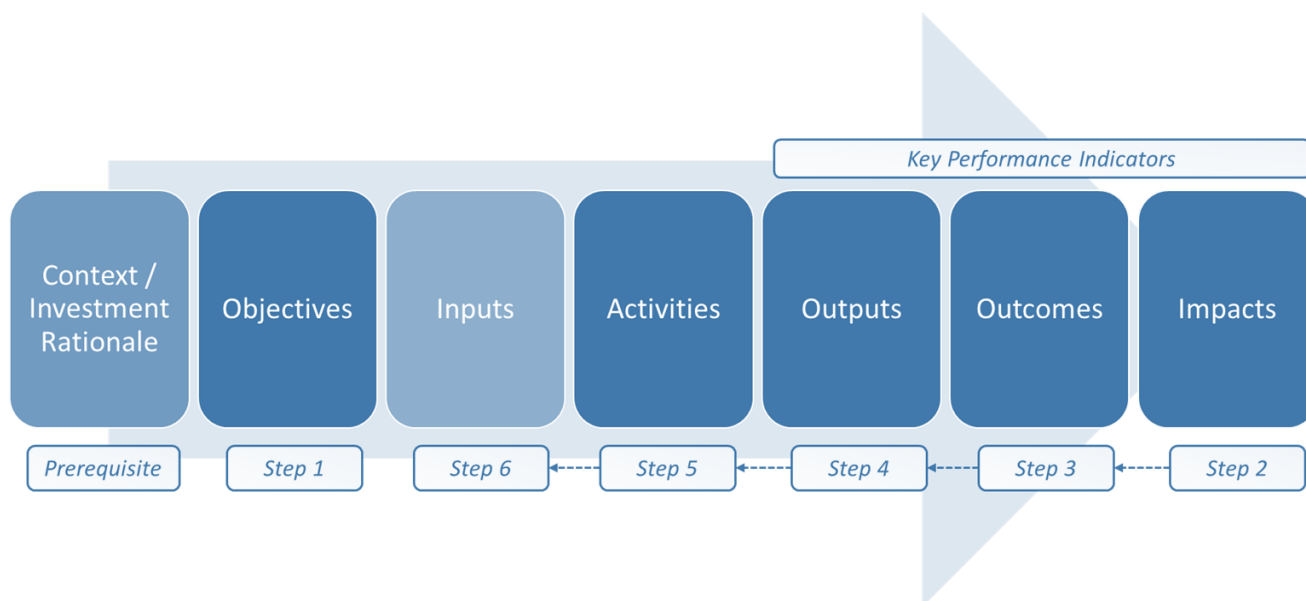 Key Performance Indicators
Context /
Investment
Rationale
Objectives
Inputs
Activities
Outputs
Outcomes
Impacts
Prerequisite
Step 1
Step 6
Step 5
Step 4
Step 3
Step 2